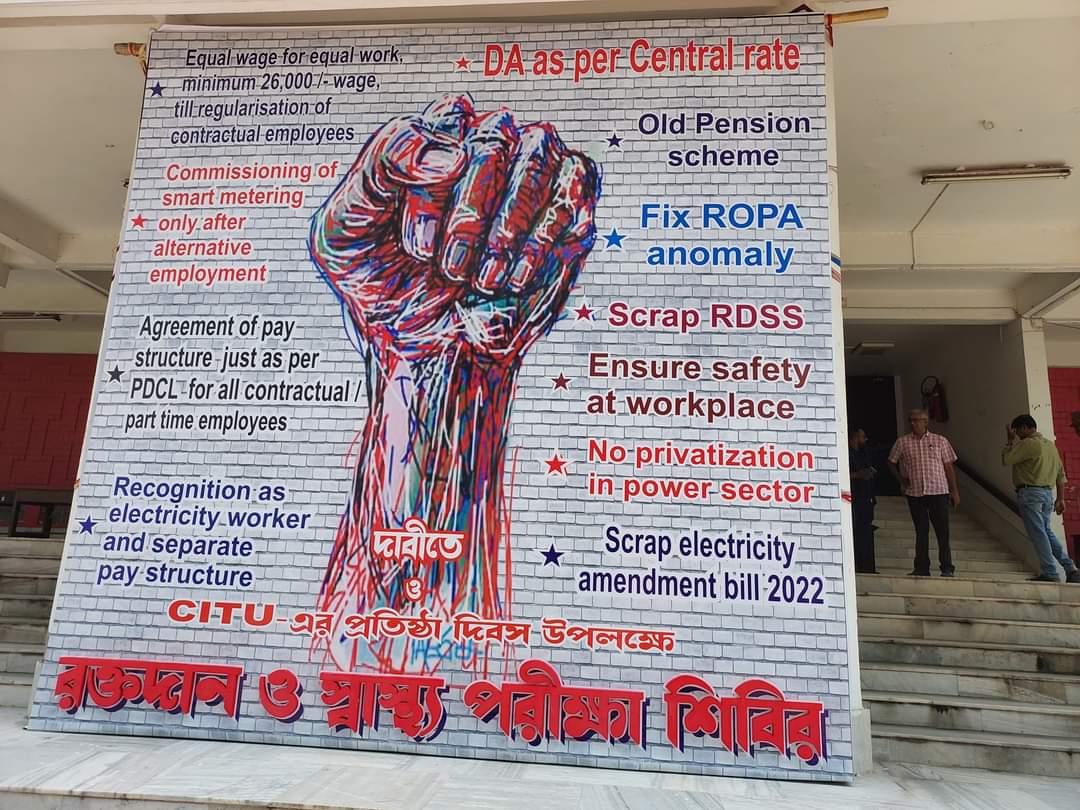 Equal wage for equal work,
minimum 26,000 /- wage,
till regularisation of
contractual employees
Commissioning of
smart metering
only after
alternative
employment
Agreement of pay
structure just as per
PDCL for all contractual /
part time employees
Recognition as
electricity worker
and separate
pay structure
DA as per Central rate
Old Pension
scheme
Fix ROPA
anomaly
Scrap RDSS
Ensure safety
at workplace
No privatization
in power sector
Scrap electricity
amendment bill 2022
দাবীতে
ও
CITU-এর প্রতিষ্ঠা দিবস উপলক্ষে
রক্তদান ও স্বাস্থ্য পরীক্ষা শিবির